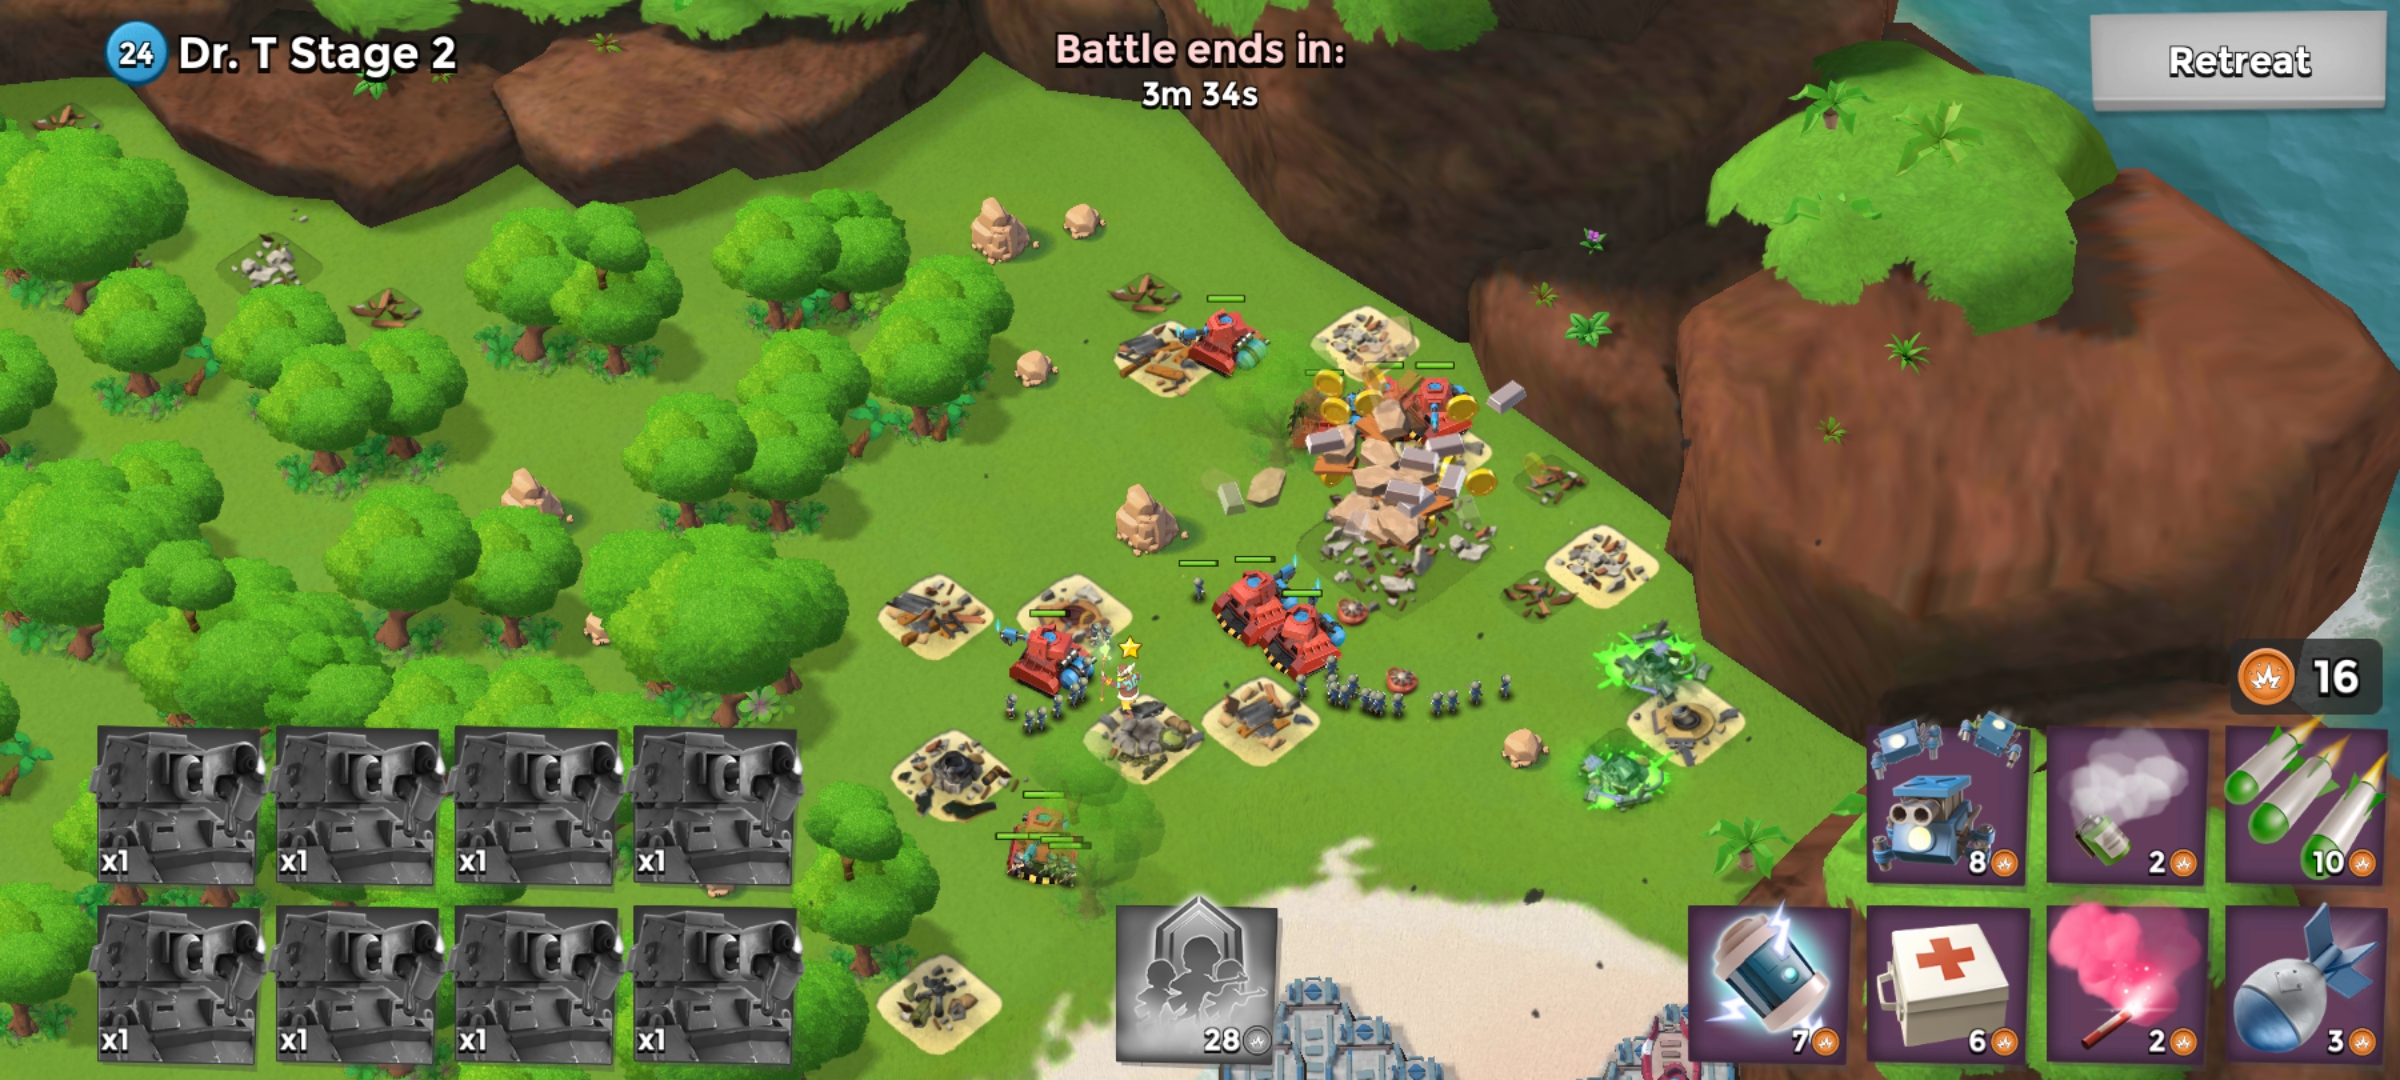 24 Dr. T Stage 2
Battle ends in:
3m 34s
Retreat
16
x1 x1 x1 x1
8 2 10
x1 x1 x1 x1
28 7 6 2 3